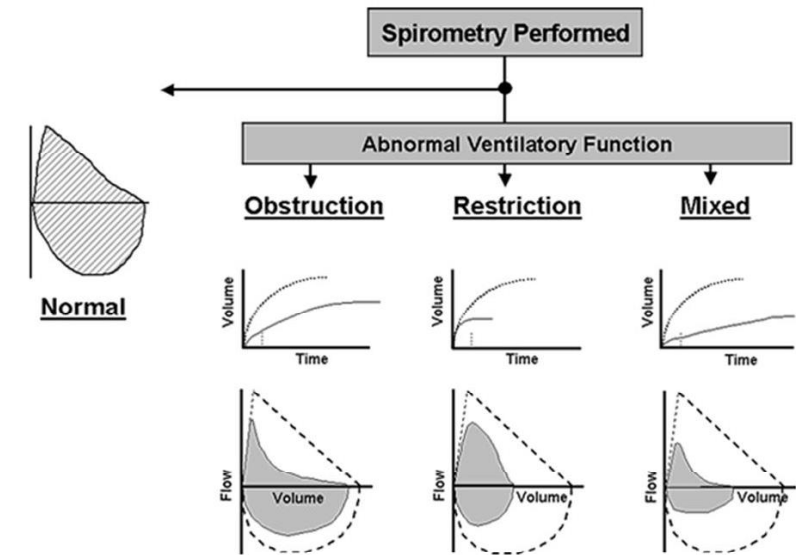 Spirometry Performed
Abnormal Ventilatory Function
Obstruction Restriction Mixed
Normal
Volume
Time
Volume
Time
Volume
Time
Flow
Volume
Flow
Volume
Flow
Volume